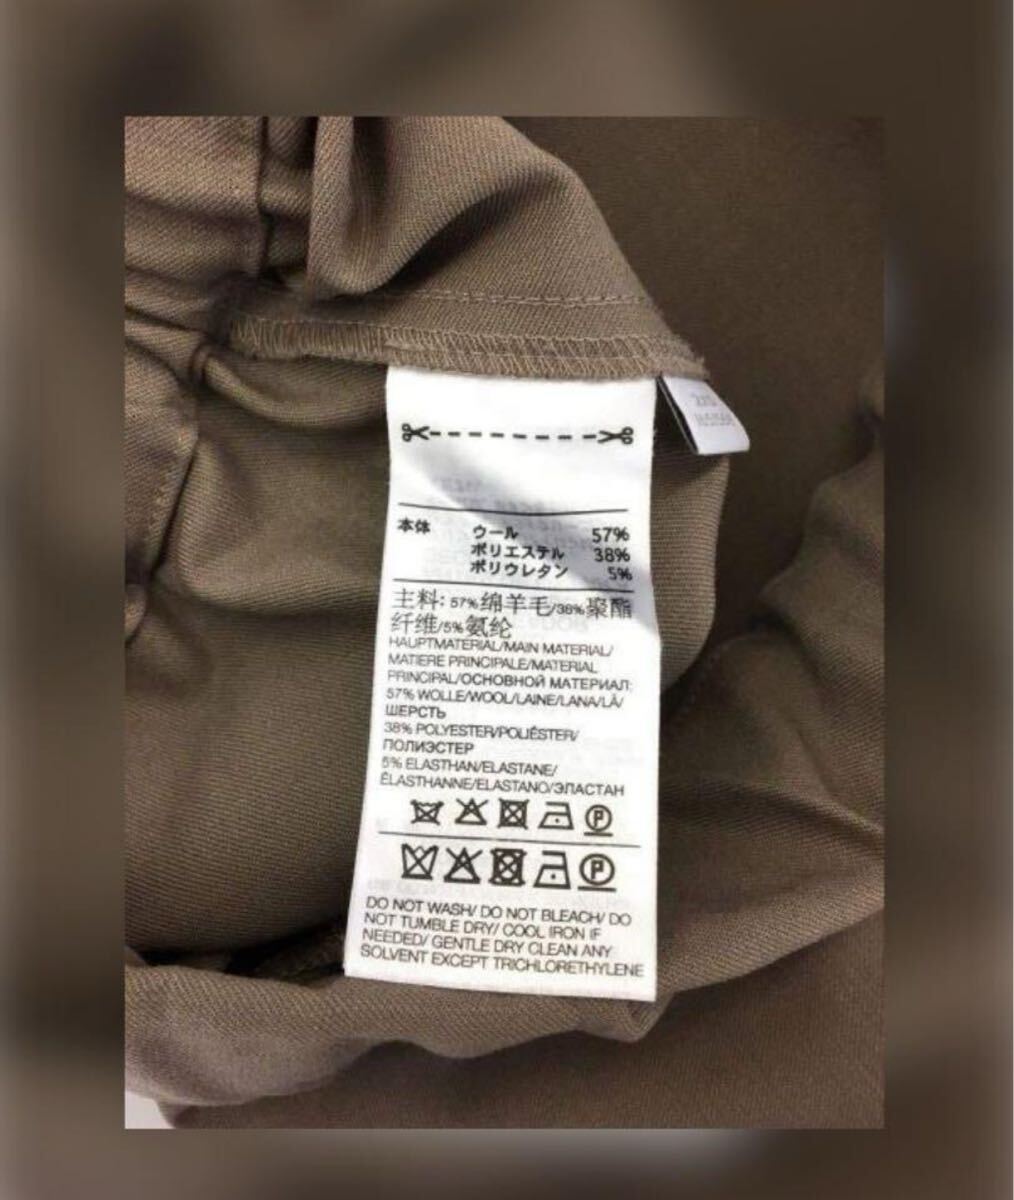 本体 ウール 57%
ポリエステル 38%
ポリウレタン 5%
主料: 57%绵羊毛/38%聚酯
纤维/5%氨纶
HAUPTMATERIAL/MAIN MATERIAL/
MATIERE PRINCIPALE/MATERIAL
PRINCIPAL/ОСНОВНОЙ МАТЕРИАЛ:
57% WOLLE/WOOL/LAINE/LANA/LÃ/
ШЕРСТЬ
38% POLYESTER/POLIÉSTER/
ПОЛИЭСТЕР
5% ELASTHAN/ELASTANE/
ÉLASTHANNE/ELASTANO/ЭЛАСТАН
P
P
DO NOT WASH/ DO NOT BLEACH/ DO
NOT TUMBLE DRY/ COOL IRON IF
NEEDED/ GENTLE DRY CLEAN ANY
SOLVENT EXCEPT TRICHLORETHYLENE